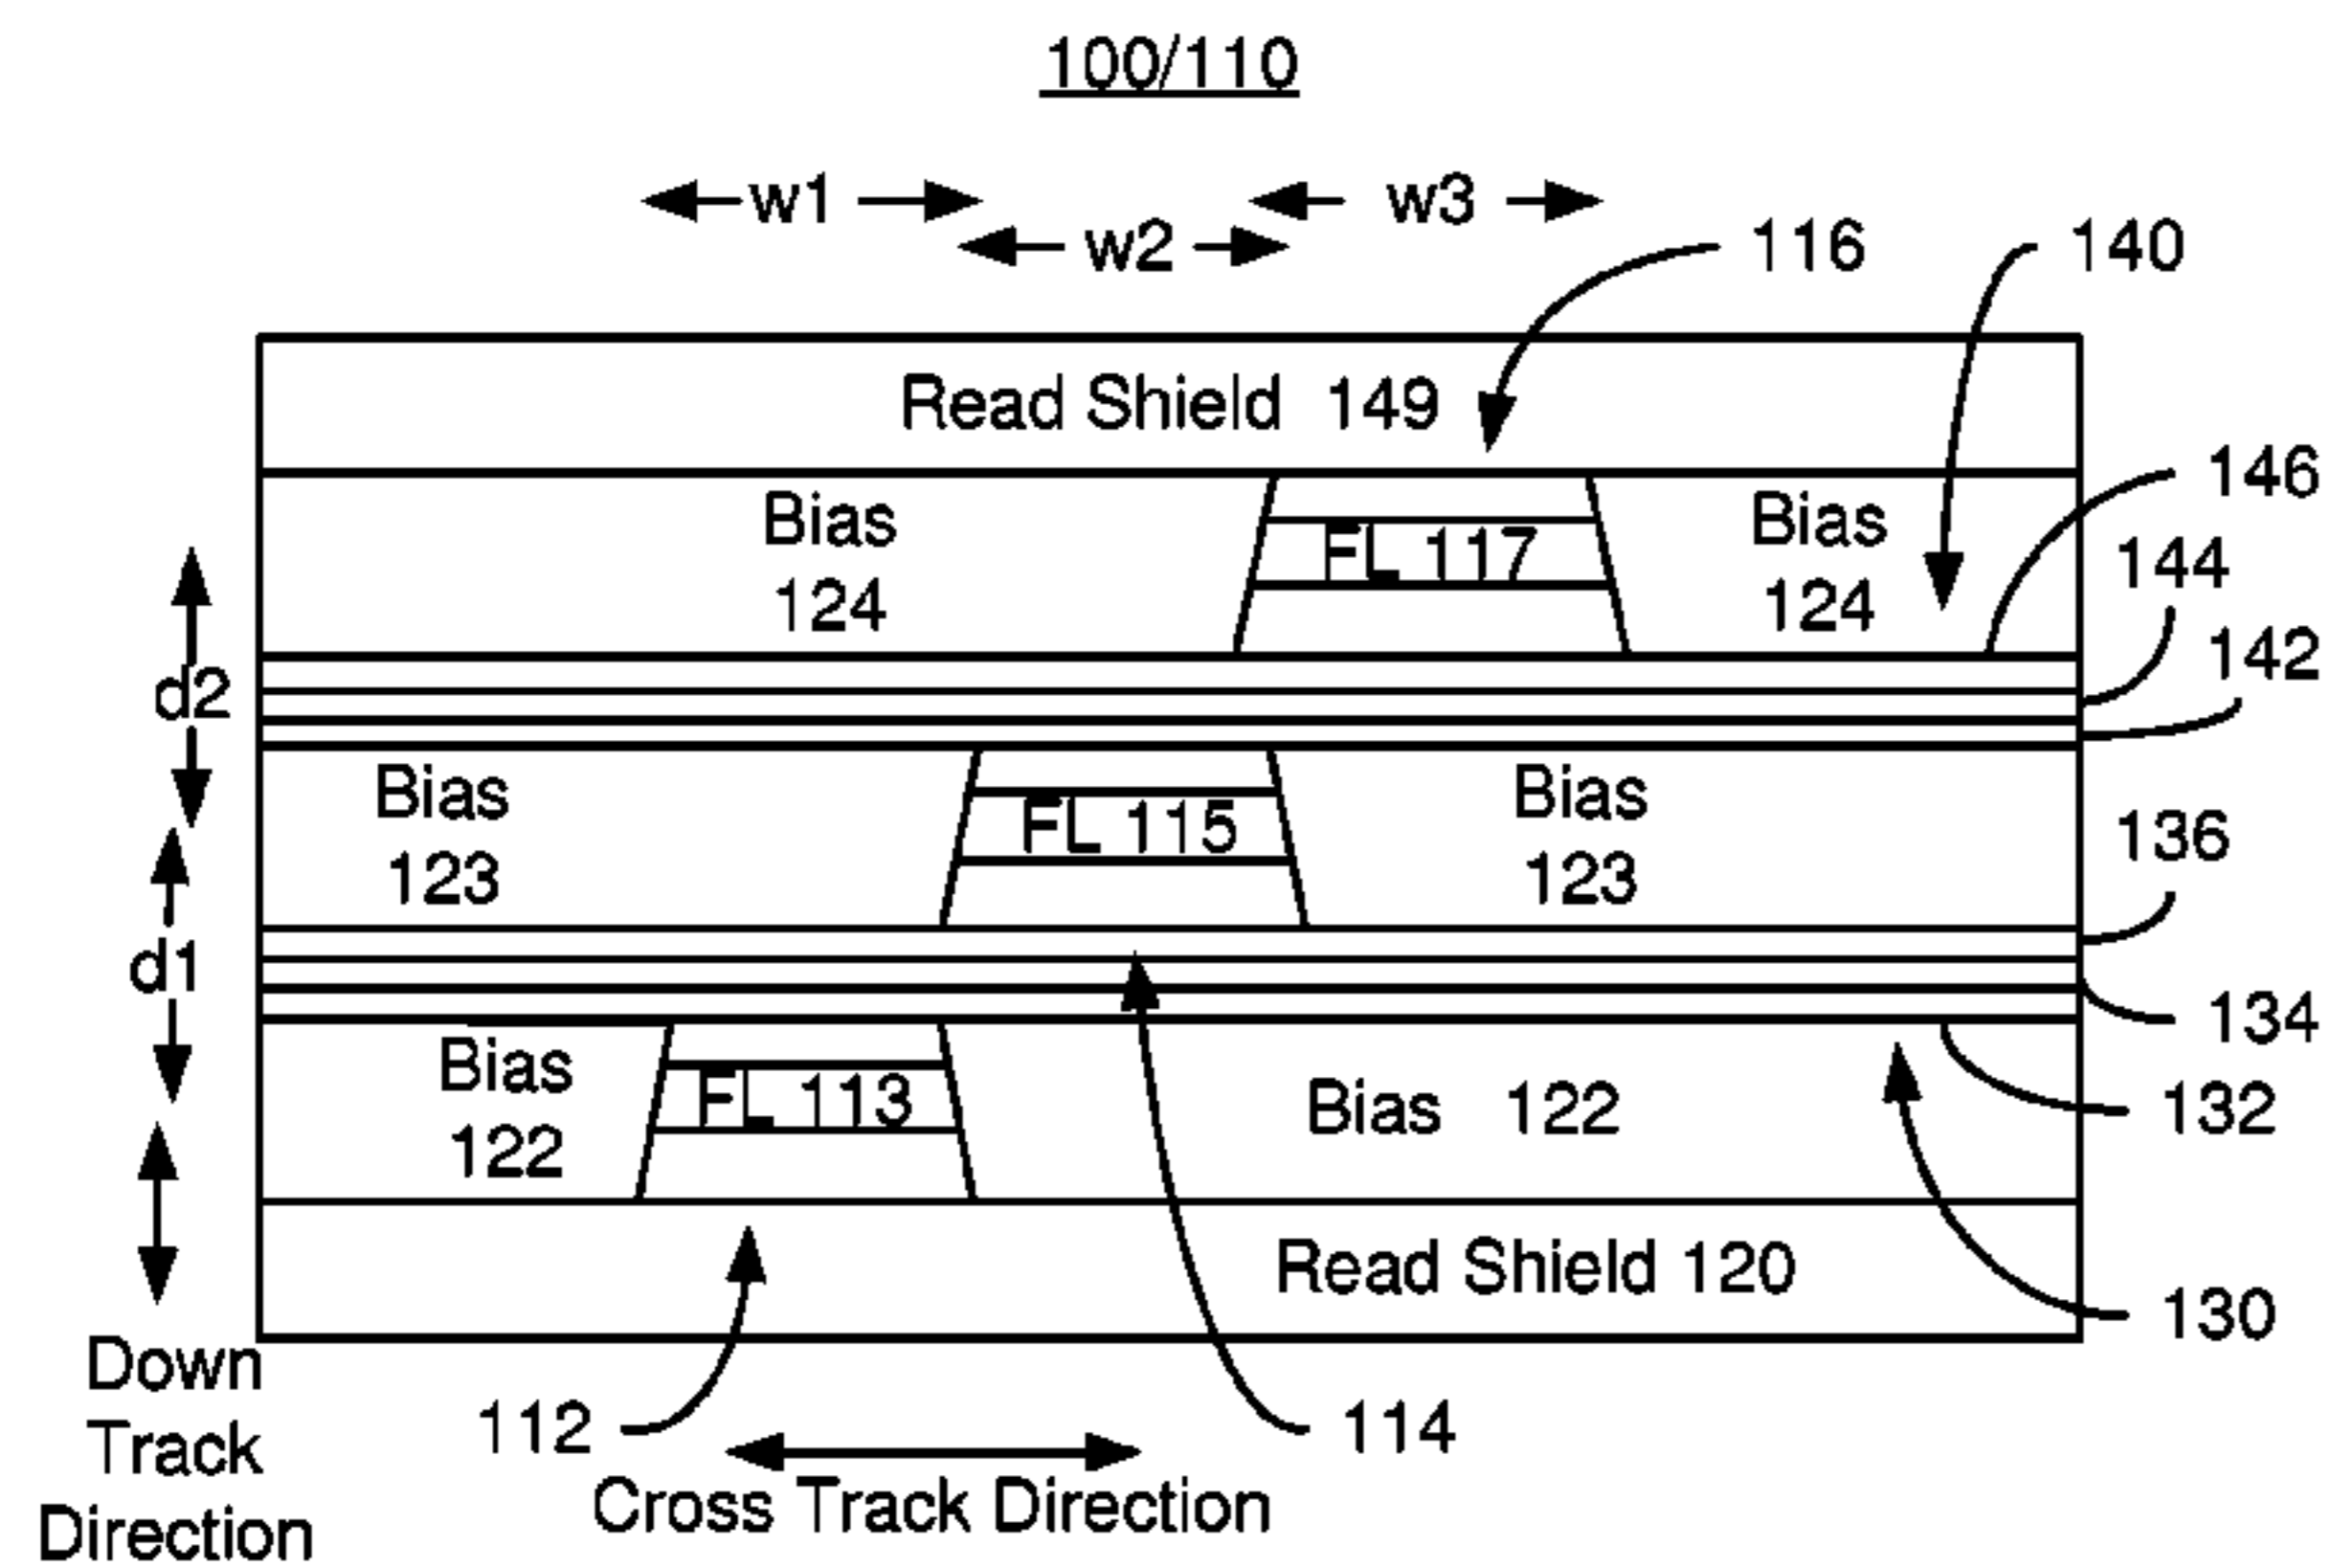 100/110
w1
w3
w2
116
140
Read Shield 149
146
Bias
124
FL 117
Bias
124
144
142
d2
Bias
123
FL 115
Bias
123
136
d1
134
Bias
122
FL 113
Bias 122
132
Read Shield 120
130
Down
Track
Direction
112
114
Cross Track Direction